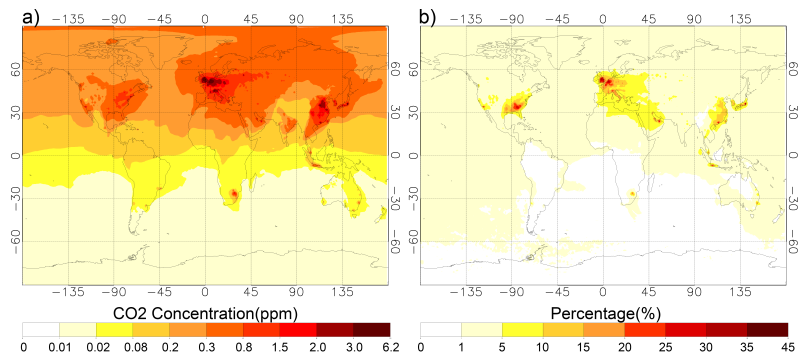 a) −135 −90 −45 0 45 90 135
b) −135 −90 −45 0 45 90 135
60 60 60 60
30 30 30 30
0 0 0 0
−30 −30 −30 −30
−60 −60 −60 −60
−135 −90 −45 0 45 90 135
−135 −90 −45 0 45 90 135
CO2 Concentration(ppm)
0 0.01 0.02 0.08 0.2 0.3 0.8 1.5 2.0 3.0 6.2
Percentage(%)
0 1 5 10 15 20 25 30 35 45